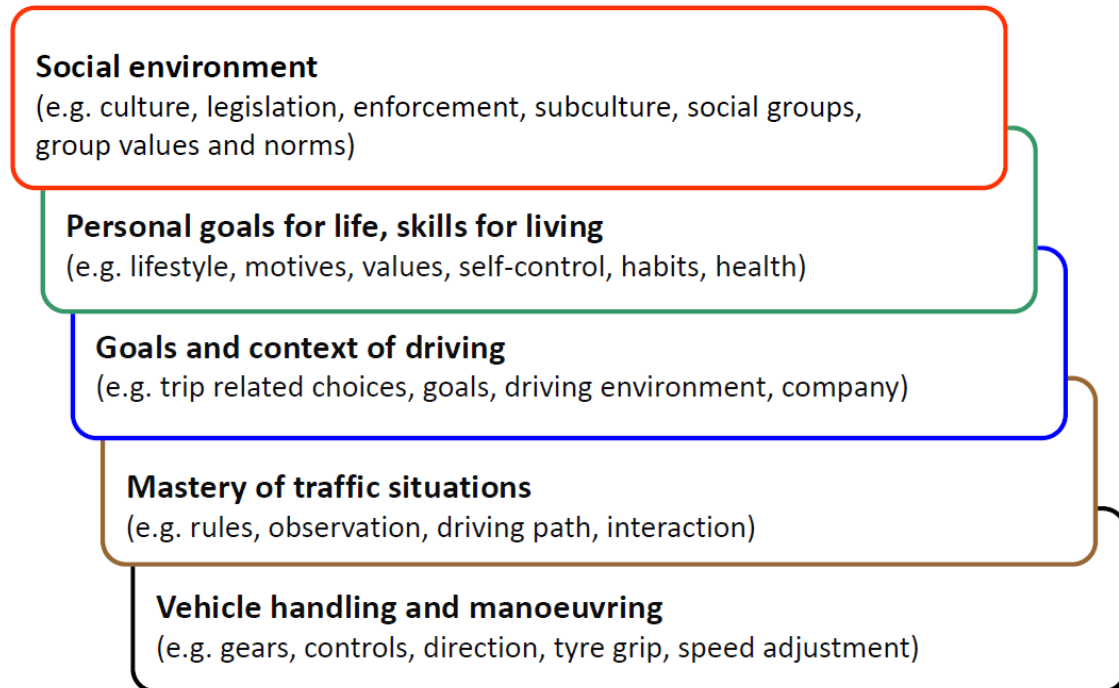 Social environment
(e.g. culture, legislation, enforcement, subculture, social groups,
group values and norms)
Personal goals for life, skills for living
(e.g. lifestyle, motives, values, self-control, habits, health)
Goals and context of driving
(e.g. trip related choices, goals, driving environment, company)
Mastery of traffic situations
(e.g. rules, observation, driving path, interaction)
Vehicle handling and manoeuvring
(e.g. gears, controls, direction, tyre grip, speed adjustment)